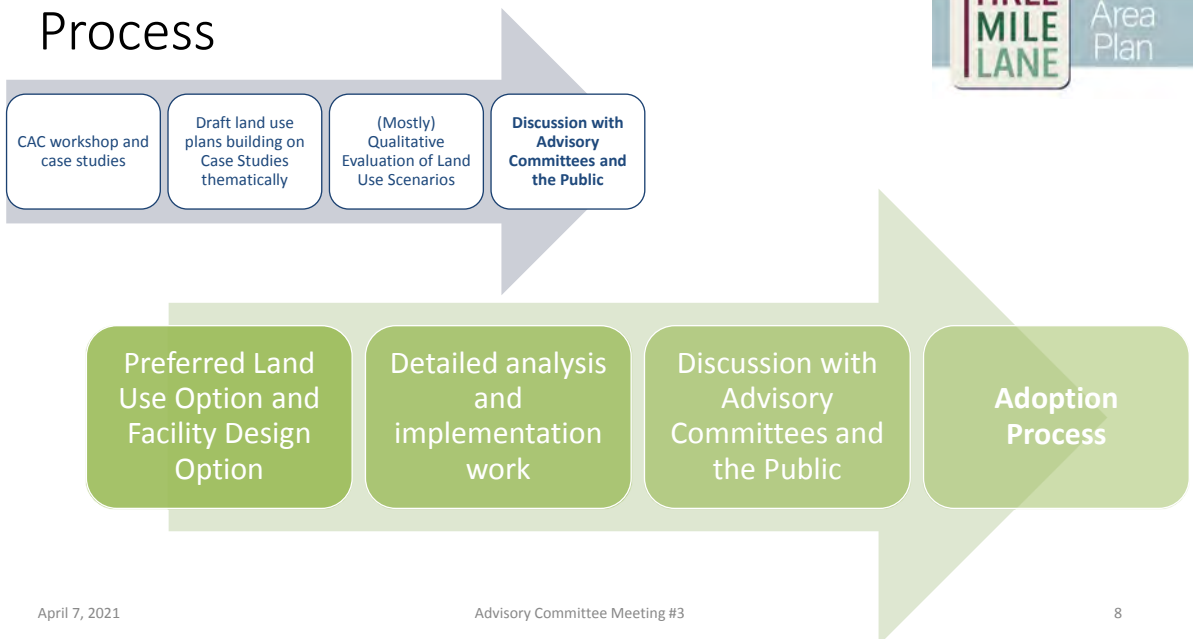 Process
MILE
LANE
Area
Plan
CAC workshop and
case studies
Draft land use
plans building on
Case Studies
thematically
(Mostly)
Qualitative
Evaluation of Land
Use Scenarios
Discussion with
Advisory
Committees and
the Public
Preferred Land
Use Option and
Facility Design
Option
Detailed analysis
and
implementation
work
Discussion with
Advisory
Committees and
the Public
Adoption
Process
April 7, 2021
Advisory Committee Meeting #3
8